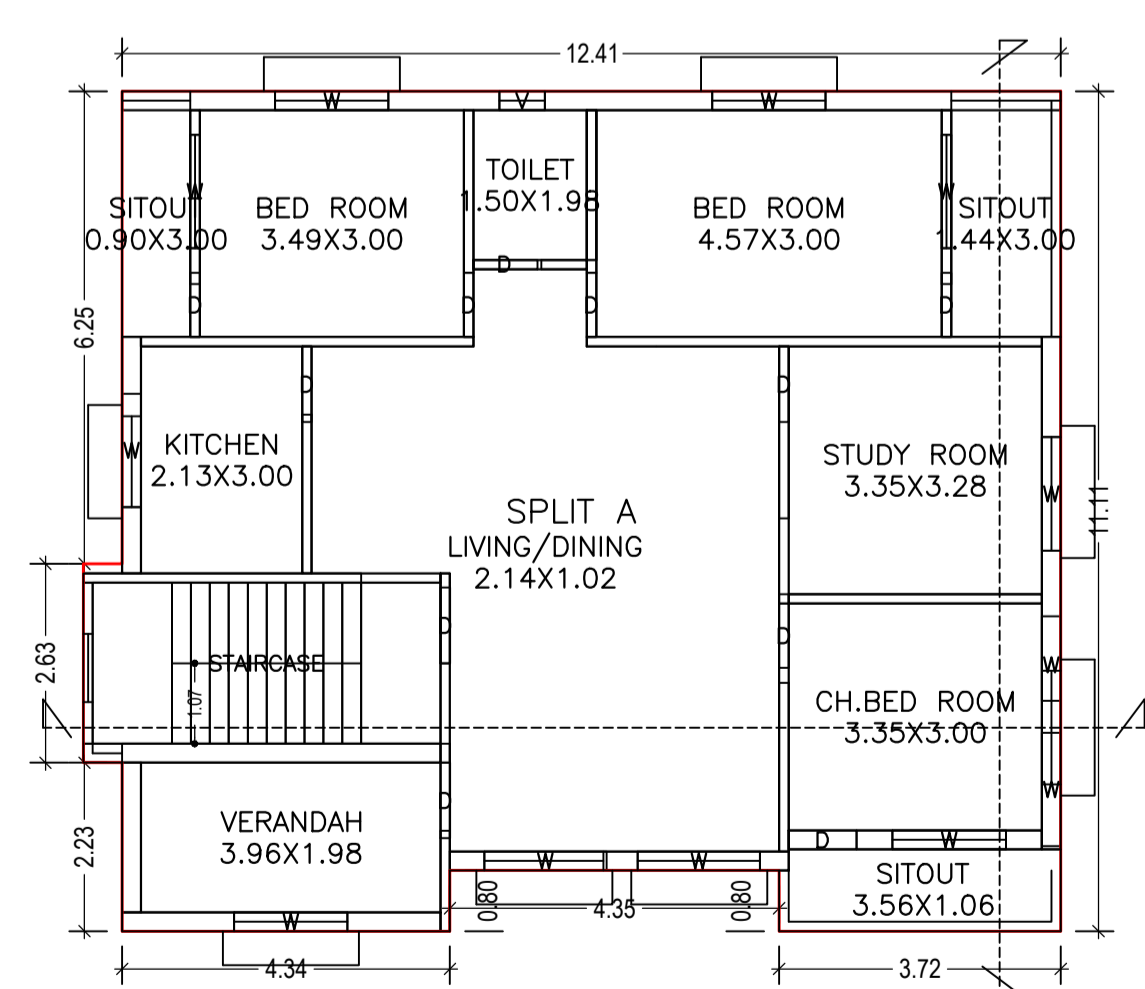 12.41
W
V
W
TOILET
1.50X1.98
SITOUT
0.90X3.00
W
BED ROOM
3.49X3.00
BED ROOM
4.57X3.00
W
SITOUT
1.44X3.00
D
D
D
D
D
6.25
D
D
KITCHEN
2.13X3.00
W
STUDY ROOM
3.35X3.28
W
11.11
SPLIT A
LIVING/DINING
2.14X1.02
2.63
STAIRCASE
1.07
D
D
W
CH.BED ROOM
3.35X3.00
W
2.23
VERANDAH
3.96X1.98
D
D
W
W
W
SITOUT
3.56X1.06
0.80
4.35
0.80
W
4.34
3.72